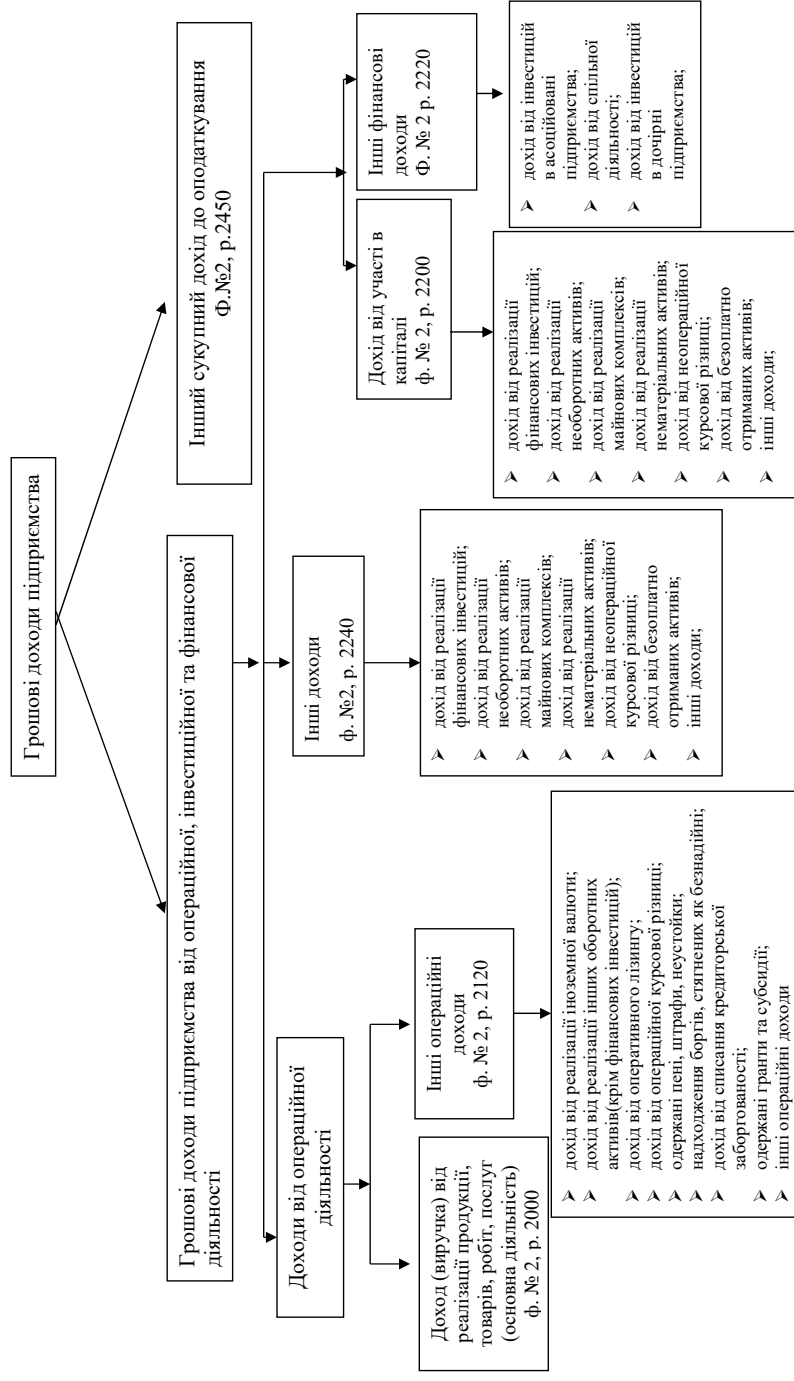 Грошові доходи підприємства
Грошові доходи підприємства від операційної, інвестиційної та фінансової
діяльності
Інший сукупний дохід до оподаткування
Ф.№2, р.2450
Доходи від операційної
діяльності
Інші доходи
ф. №2, р. 2240
Дохід від участі в
капіталі
ф. № 2, р. 2200
Інші фінансові
доходи
Ф. № 2 р. 2220
Доход (виручка) від
реалізації продукції,
товарів, робіт, послуг
(основна діяльність)
ф. № 2, р. 2000
Інші операційні
доходи
ф. № 2, р. 2120
➢ дохід від реалізації іноземної валюти;
➢ дохід від реалізації інших оборотних
активів(крім фінансових інвестицій);
➢ дохід від оперативного лізингу;
➢ дохід від операційної курсової різниці;
➢ одержані пені, штрафи, неустойки;
➢ надходження боргів, стягнених як безнадійні;
➢ дохід від списання кредиторської
заборгованості;
➢ одержані гранти та субсидії;
➢ інші операційні доходи
➢ дохід від реалізації
фінансових інвестицій;
➢ дохід від реалізації
необоротних активів;
➢ дохід від реалізації
майнових комплексів;
➢ дохід від реалізації
нематеріальних активів;
➢ дохід від неопераційної
курсової різниці;
➢ дохід від безоплатно
отриманих активів;
➢ інші доходи;
➢ дохід від реалізації
фінансових інвестицій;
➢ дохід від реалізації
необоротних активів;
➢ дохід від реалізації
майнових комплексів;
➢ дохід від реалізації
нематеріальних активів;
➢ дохід від неопераційної
курсової різниці;
➢ дохід від безоплатно
отриманих активів;
➢ інші доходи;
➢ дохід від інвестицій
в асоційовані
підприємства;
➢ дохід від спільної
діяльності;
➢ дохід від інвестицій
в дочірні
підприємства;